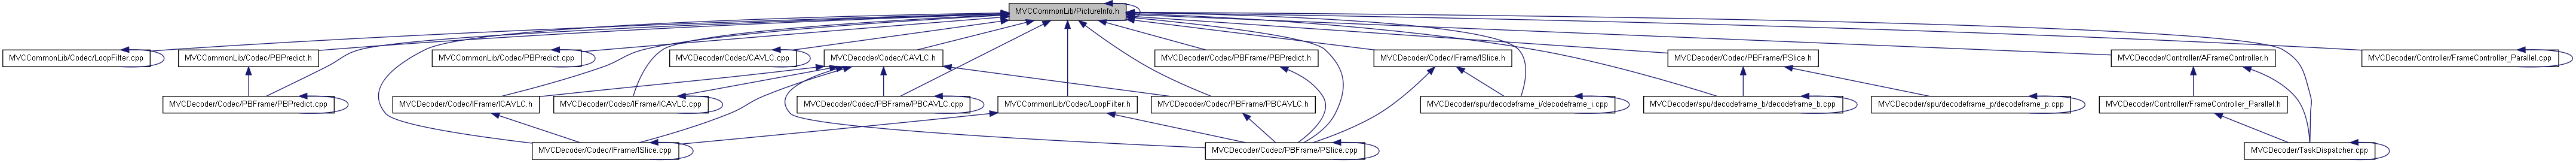 MVCCommonLib/PictureInfo.h
MVCCommonLib/Codec/LoopFilter.cpp
MVCCommonLib/Codec/PBPredict.h
MVCCommonLib/Codec/PBPredict.cpp
MVCDecoder/Codec/CAVLC.cpp
MVCDecoder/Codec/CAVLC.h
MVCDecoder/Codec/PBFrame/PBPredict.h
MVCDecoder/Codec/IFrame/ISlice.h
MVCDecoder/Codec/PBFrame/PSlice.h
MVCDecoder/Controller/AFrameController.h
MVCDecoder/Controller/FrameController_Parallel.cpp
MVCDecoder/Codec/PBFrame/PBPredict.cpp
MVCDecoder/Codec/IFrame/ICAVLC.h
MVCDecoder/Codec/IFrame/ICAVLC.cpp
MVCDecoder/Codec/PBFrame/PBCAVLC.cpp
MVCCommonLib/Codec/LoopFilter.h
MVCDecoder/Codec/PBFrame/PBCAVLC.h
MVCDecoder/spu/decodeframe_i/decodeframe_i.cpp
MVCDecoder/spu/decodeframe_b/decodeframe_b.cpp
MVCDecoder/spu/decodeframe_p/decodeframe_p.cpp
MVCDecoder/Controller/FrameController_Parallel.h
MVCDecoder/Codec/IFrame/ISlice.cpp
MVCDecoder/Codec/PBFrame/PSlice.cpp
MVCDecoder/TaskDispatcher.cpp